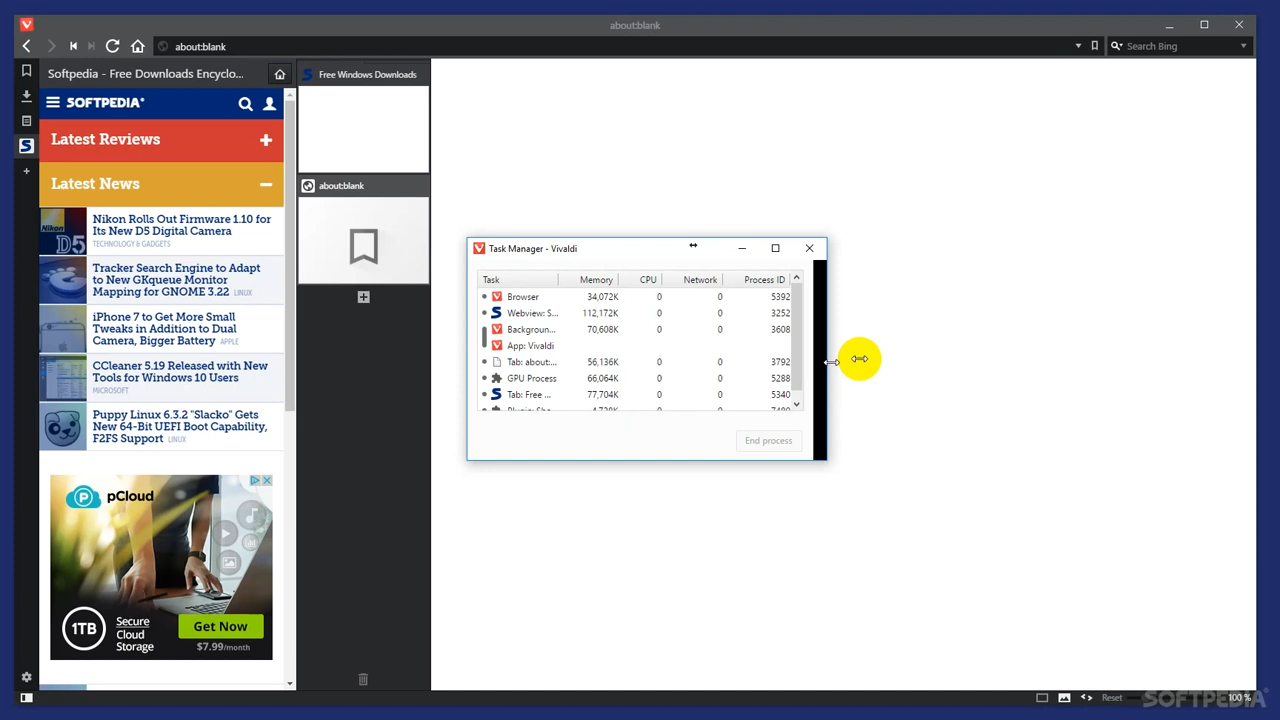 about:blank
about:blank
Search Bing
Softpedia - Free Downloads Encyclo...
Free Windows Downloads
SOFTPEDIA®
Latest Reviews
Latest News
Nikon Rolls Out Firmware 1.10 for
Its New D5 Digital Camera
TECHNOLOGY & GADGETS
Tracker Search Engine to Adapt
to New GKqueue Monitor
Mapping for GNOME 3.22 LINUX
iPhone 7 to Get More Small
Tweaks in Addition to Dual
Camera, Bigger Battery APPLE
CCleaner 5.19 Released with New
Tools for Windows 10 Users
MICROSOFT
Puppy Linux 6.3.2 "Slacko" Gets
New 64-Bit UEFI Boot Capability,
F2FS Support LINUX
pCloud
1TB
Secure
Cloud
Storage
Get Now
$7.99/month
about:blank
Task Manager - Vivaldi
Task Memory CPU Network Process ID
Browser 34,072K 0 0 5392
Webview: S... 112,172K 0 0 3252
Backgroun... 70,608K 0 0 3608
App: Vivaldi
Tab: about:... 56,136K 0 0 3792
GPU Process 66,064K 0 0 5288
Tab: Free ... 77,704K 0 0 5340
End process
Reset
100 %
SOFTPEDIA